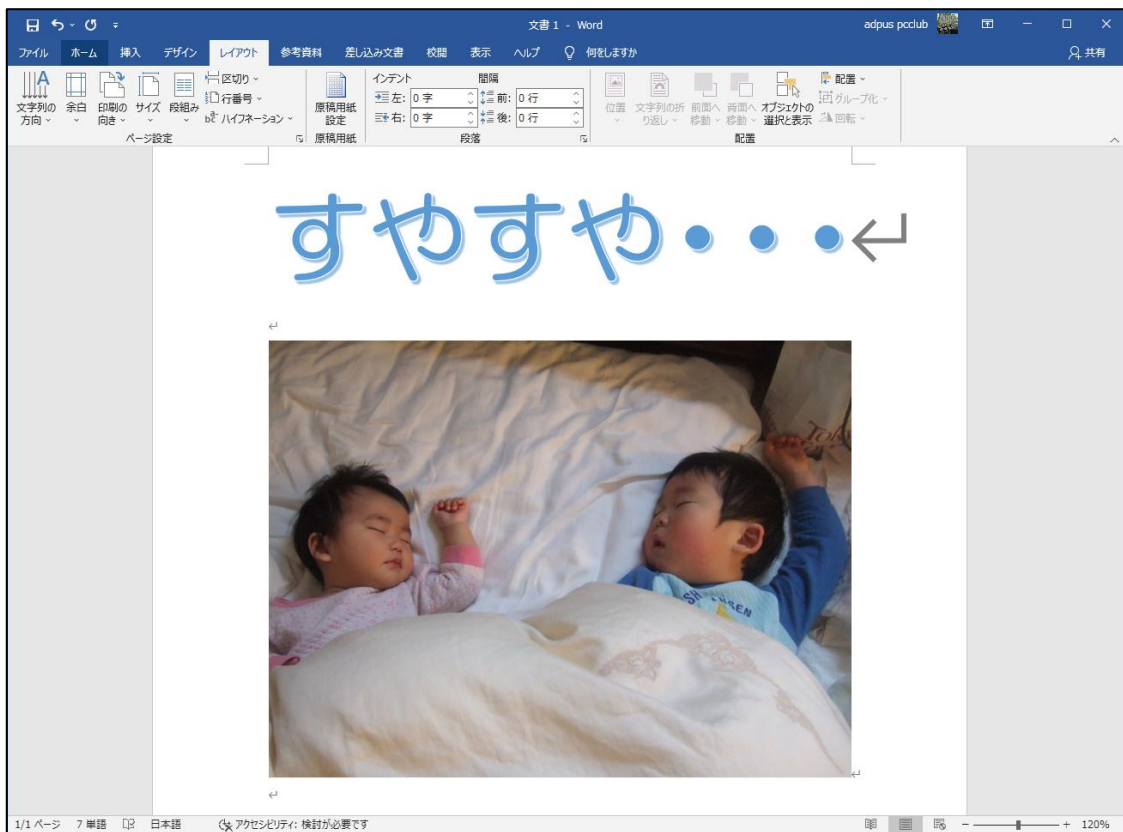 文書 1 - Word
adpus pcclub
ファイル ホーム 挿入 デザイン レイアウト 参考資料 差し込み文書 校閲 表示 ヘルプ 何をしますか 共有
文字列の方向
余白
印刷の向き
サイズ
段組み
区切り
行番号
ハイフネーション
ページ設定
原稿用紙設定
原稿用紙
インデント
左: 0 字
右: 0 字
間隔
前: 0 行
後: 0 行
段落
位置
文字列の折り返し
前面へ移動
背面へ移動
オブジェクトの選択と表示
配置
グループ化
回転
配置
すやすや・・・
1/1 ページ 7 単語 日本語 アクセシビリティ: 検討が必要です 120%